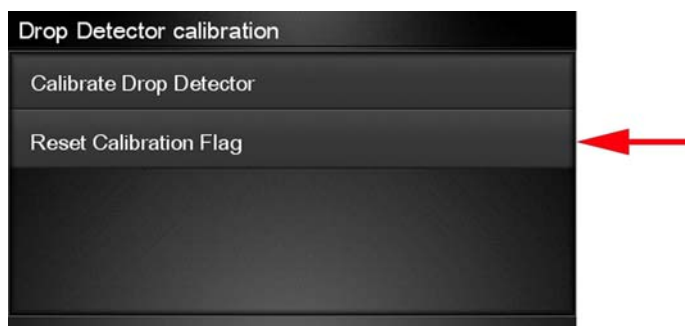 Drop Detector calibration
Calibrate Drop Detector
Reset Calibration Flag